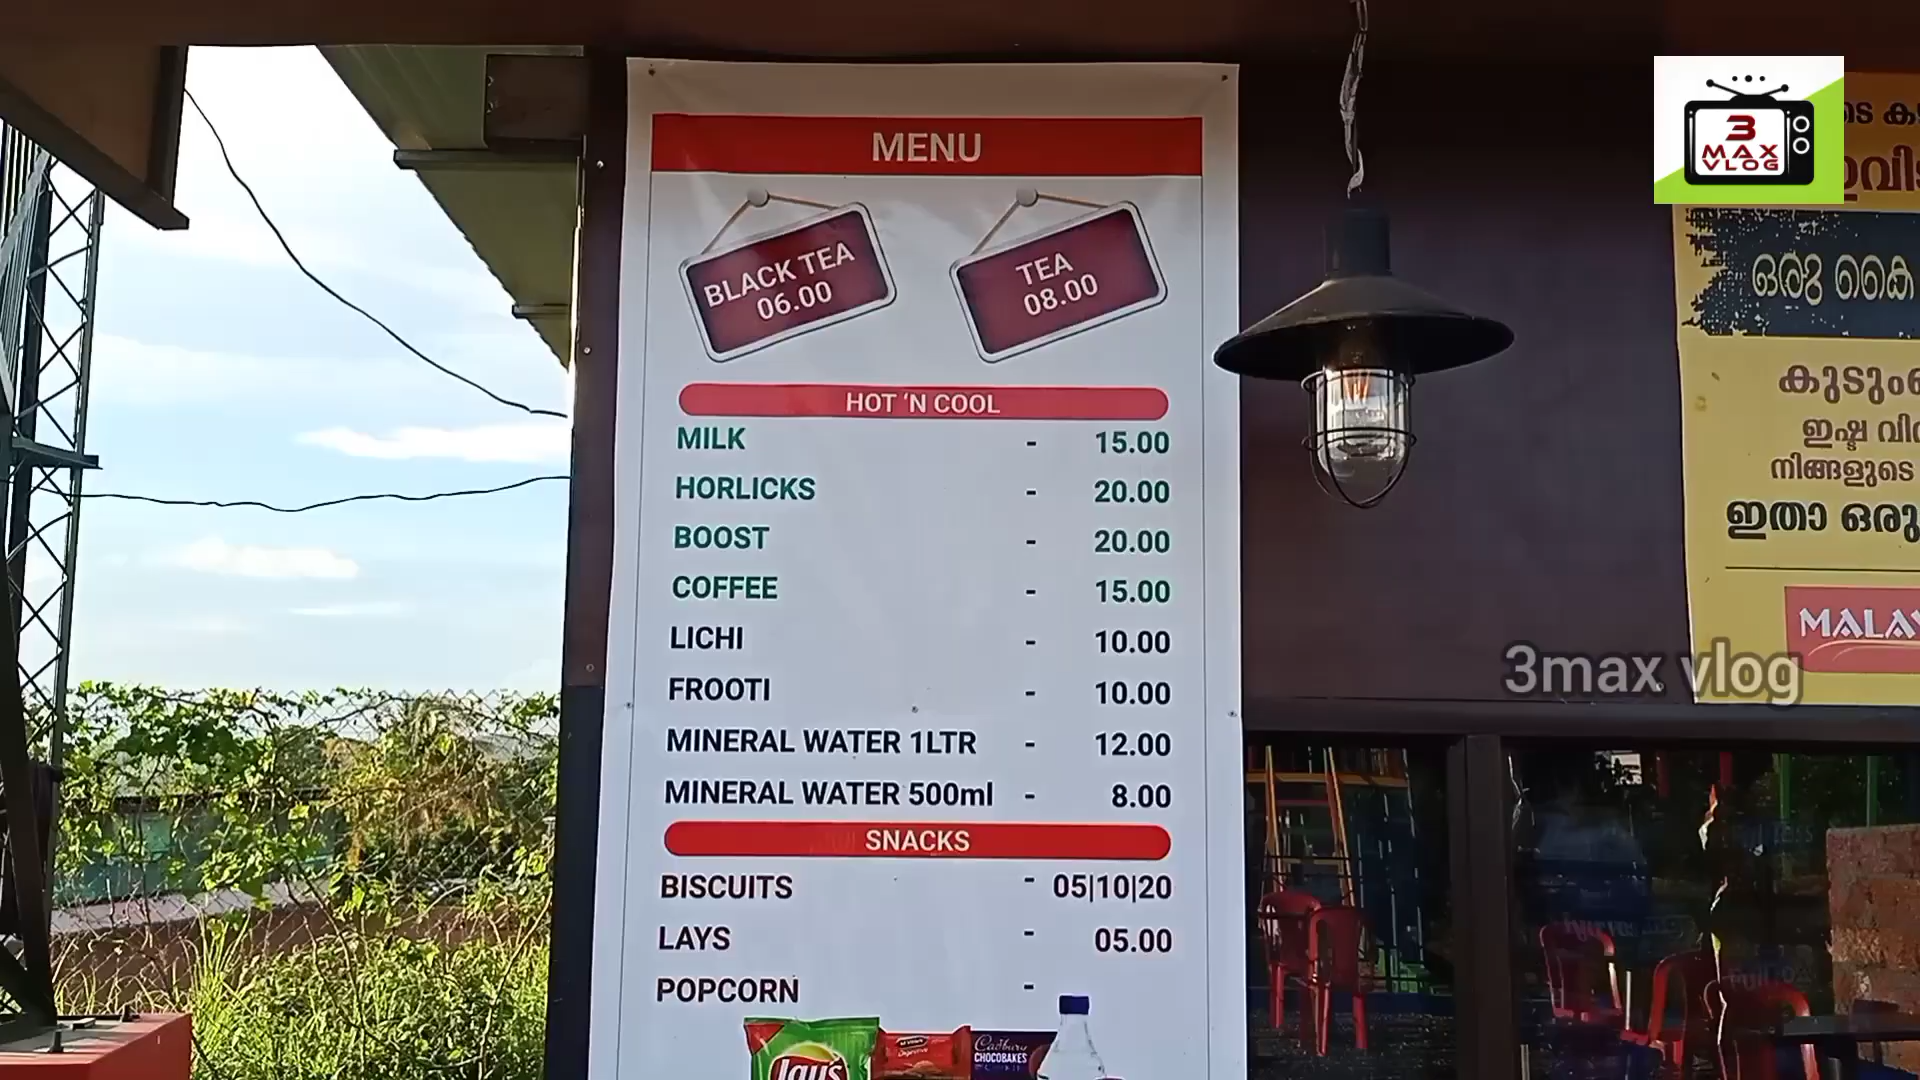 MENU
BLACK TEA
06.00
TEA
08.00
HOT ‘N COOL
MILK - 15.00
HORLICKS - 20.00
BOOST - 20.00
COFFEE - 15.00
LICHI - 10.00
FROOTI - 10.00
MINERAL WATER 1LTR - 12.00
MINERAL WATER 500ml - 8.00
SNACKS
BISCUITS - 05|10|20
LAYS - 05.00
POPCORN -
Lay's
Cadbury
CHOCOBAKES
3
MAX
VLOG
ഒരു കൈ
ഇഷ്ട
നിങ്ങളുടെ
ഇതാ ഒരു
3max vlog